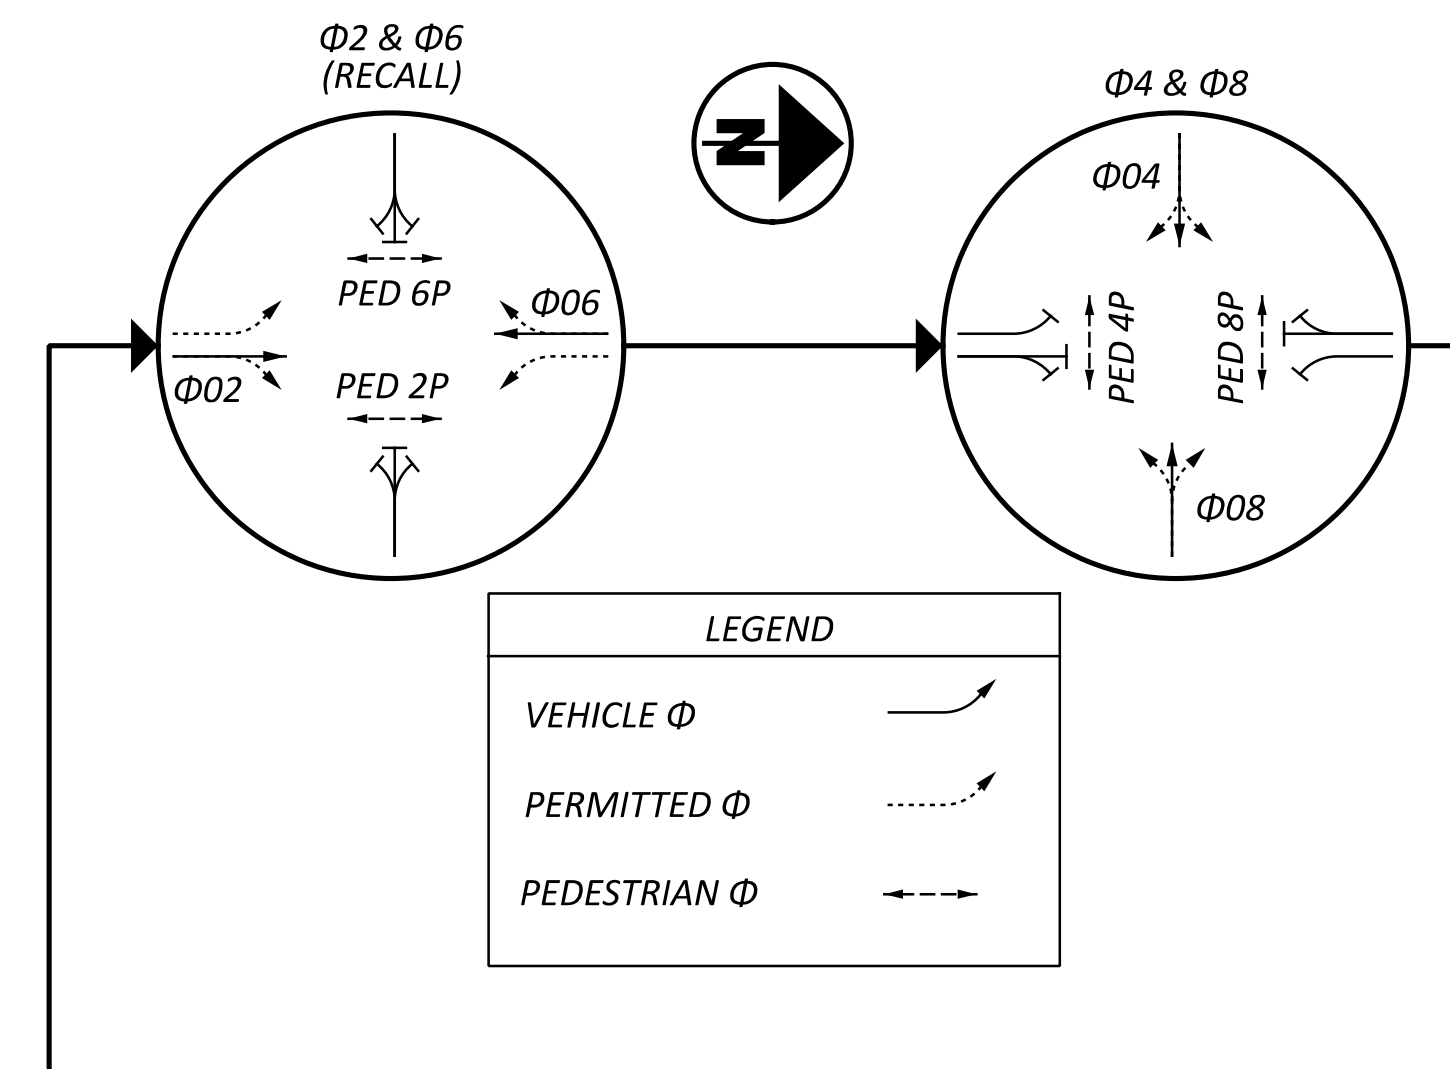 Φ2 & Φ6
(RECALL)
N
Φ4 & Φ8
Φ04
PED 6P
Φ06
PED 2P
Φ02
PED 4P
PED 8P
Φ08
LEGEND
VEHICLE Φ
PERMITTED Φ
PEDESTRIAN Φ